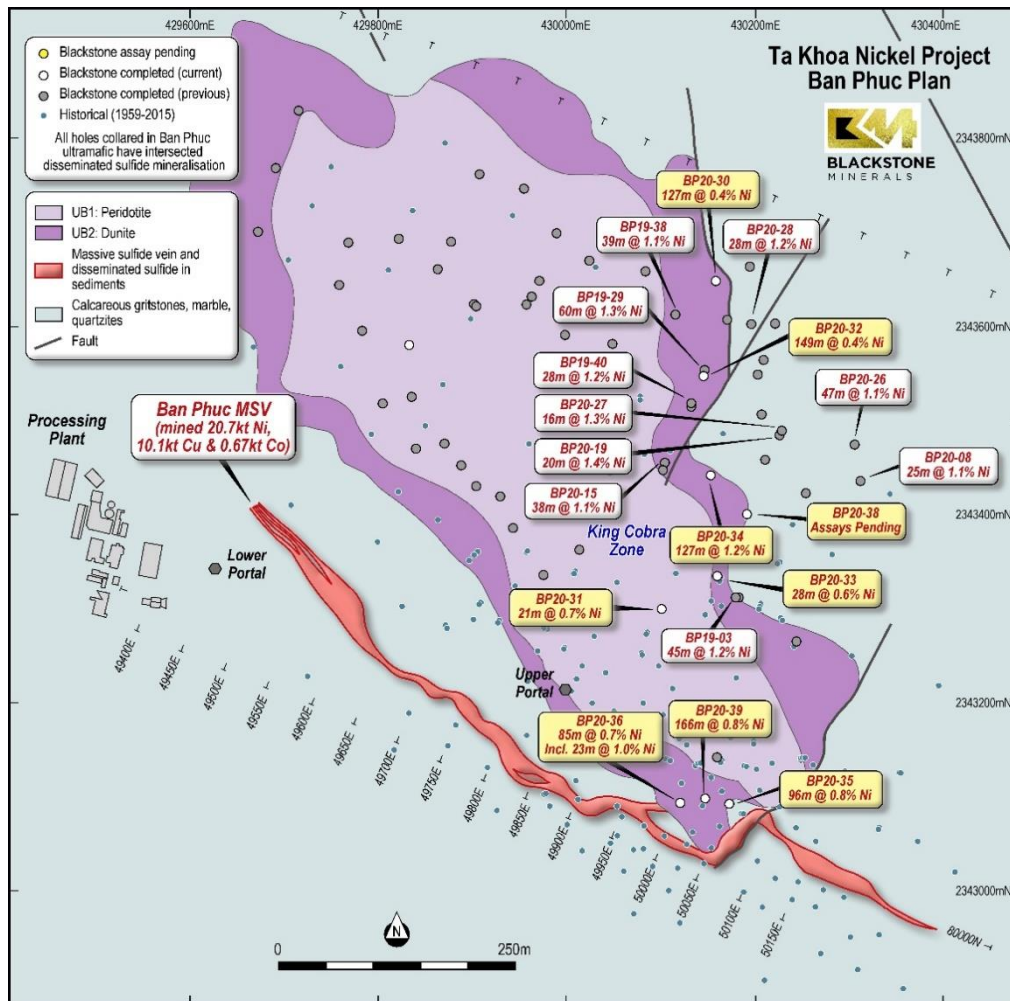 429600mE
429800mE
430000mE
430200mE
430400mE
Blackstone assay pending
Blackstone completed (current)
Blackstone completed (previous)
Historical (1959-2015)
All holes collared in Ban Phuc
ultramafic have intersected
disseminated sulfide mineralisation
UB1: Peridotite
UB2: Dunite
Massive sulfide vein and
disseminated sulfide in
sediments
Calcareous gritstones, marble,
quartzites
Fault
Ta Khoa Nickel Project
Ban Phuc Plan
BLACKSTONE
MINERALS
2343800mN
2343600mN
2343400mN
2343200mN
2343000mN
BP20-30
127m @ 0.4% Ni
BP19-38
39m @ 1.1% Ni
BP20-28
28m @ 1.2% Ni
BP19-29
60m @ 1.3% Ni
BP20-32
149m @ 0.4% Ni
BP19-40
28m @ 1.2% Ni
BP20-26
47m @ 1.1% Ni
BP20-27
16m @ 1.3% Ni
BP20-19
20m @ 1.4% Ni
BP20-08
25m @ 1.1% Ni
BP20-15
38m @ 1.1% Ni
BP20-38
Assays Pending
King Cobra
Zone
BP20-34
127m @ 1.2% Ni
BP20-33
28m @ 0.6% Ni
BP20-31
21m @ 0.7% Ni
BP19-03
45m @ 1.2% Ni
Ban Phuc MSV
(mined 20.7kt Ni,
10.1kt Cu & 0.67kt Co)
Processing
Plant
Lower
Portal
Upper
Portal
BP20-36
85m @ 0.7% Ni
Incl. 23m @ 1.0% Ni
BP20-39
166m @ 0.8% Ni
BP20-35
96m @ 0.8% Ni
49400E
49450E
49500E
49550E
49600E
49650E
49700E
49750E
49800E
49850E
49900E
49950E
50000E
50050E
50100E
50150E
80000N
N
0
250m